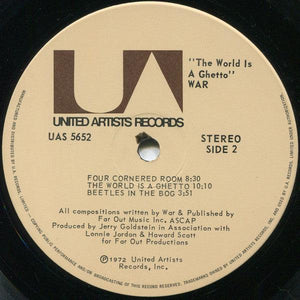 "The World Is
A Ghetto"
WAR
UA
UNITED ARTISTS RECORDS
UAS 5652
STEREO
SIDE 2
FOUR CORNERED ROOM 8:30
THE WORLD IS A GHETTO 10:10
BEETLES IN THE BOG 3:51
All compositions written by War & Published by
Far Out Music Inc. ASCAP
Produced by Jerry Goldstein in Association with
Lonnie Jordon & Howard Scott
for Far Out Productions
©1972 United Artists
Records, Inc.